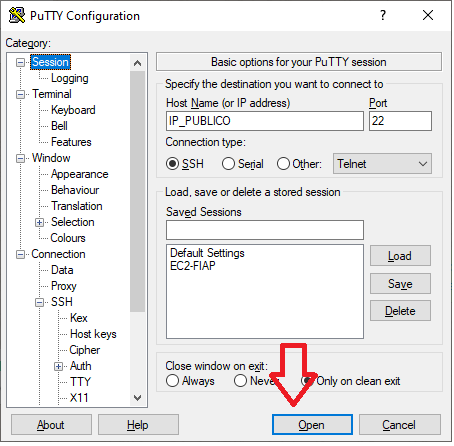 PuTTY Configuration
Category:
Session
Logging
Terminal
Keyboard
Bell
Features
Window
Appearance
Behaviour
Translation
Selection
Colours
Connection
Data
Proxy
SSH
Kex
Host keys
Cipher
Auth
TTY
X11
Basic options for your PuTTY session
Specify the destination you want to connect to
Host Name (or IP address) Port
IP_PUBLICO 22
Connection type:
SSH Serial Other: Telnet
Load, save or delete a stored session
Saved Sessions
Default Settings
EC2-FIAP
Load
Save
Delete
Close window on exit:
Always Never Only on clean exit
About Help Open Cancel